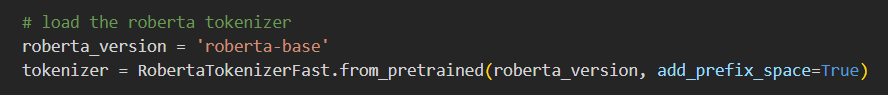 # load the roberta tokenizer
roberta_version = 'roberta-base'
tokenizer = RobertaTokenizerFast.from_pretrained(roberta_version, add_prefix_space=True)